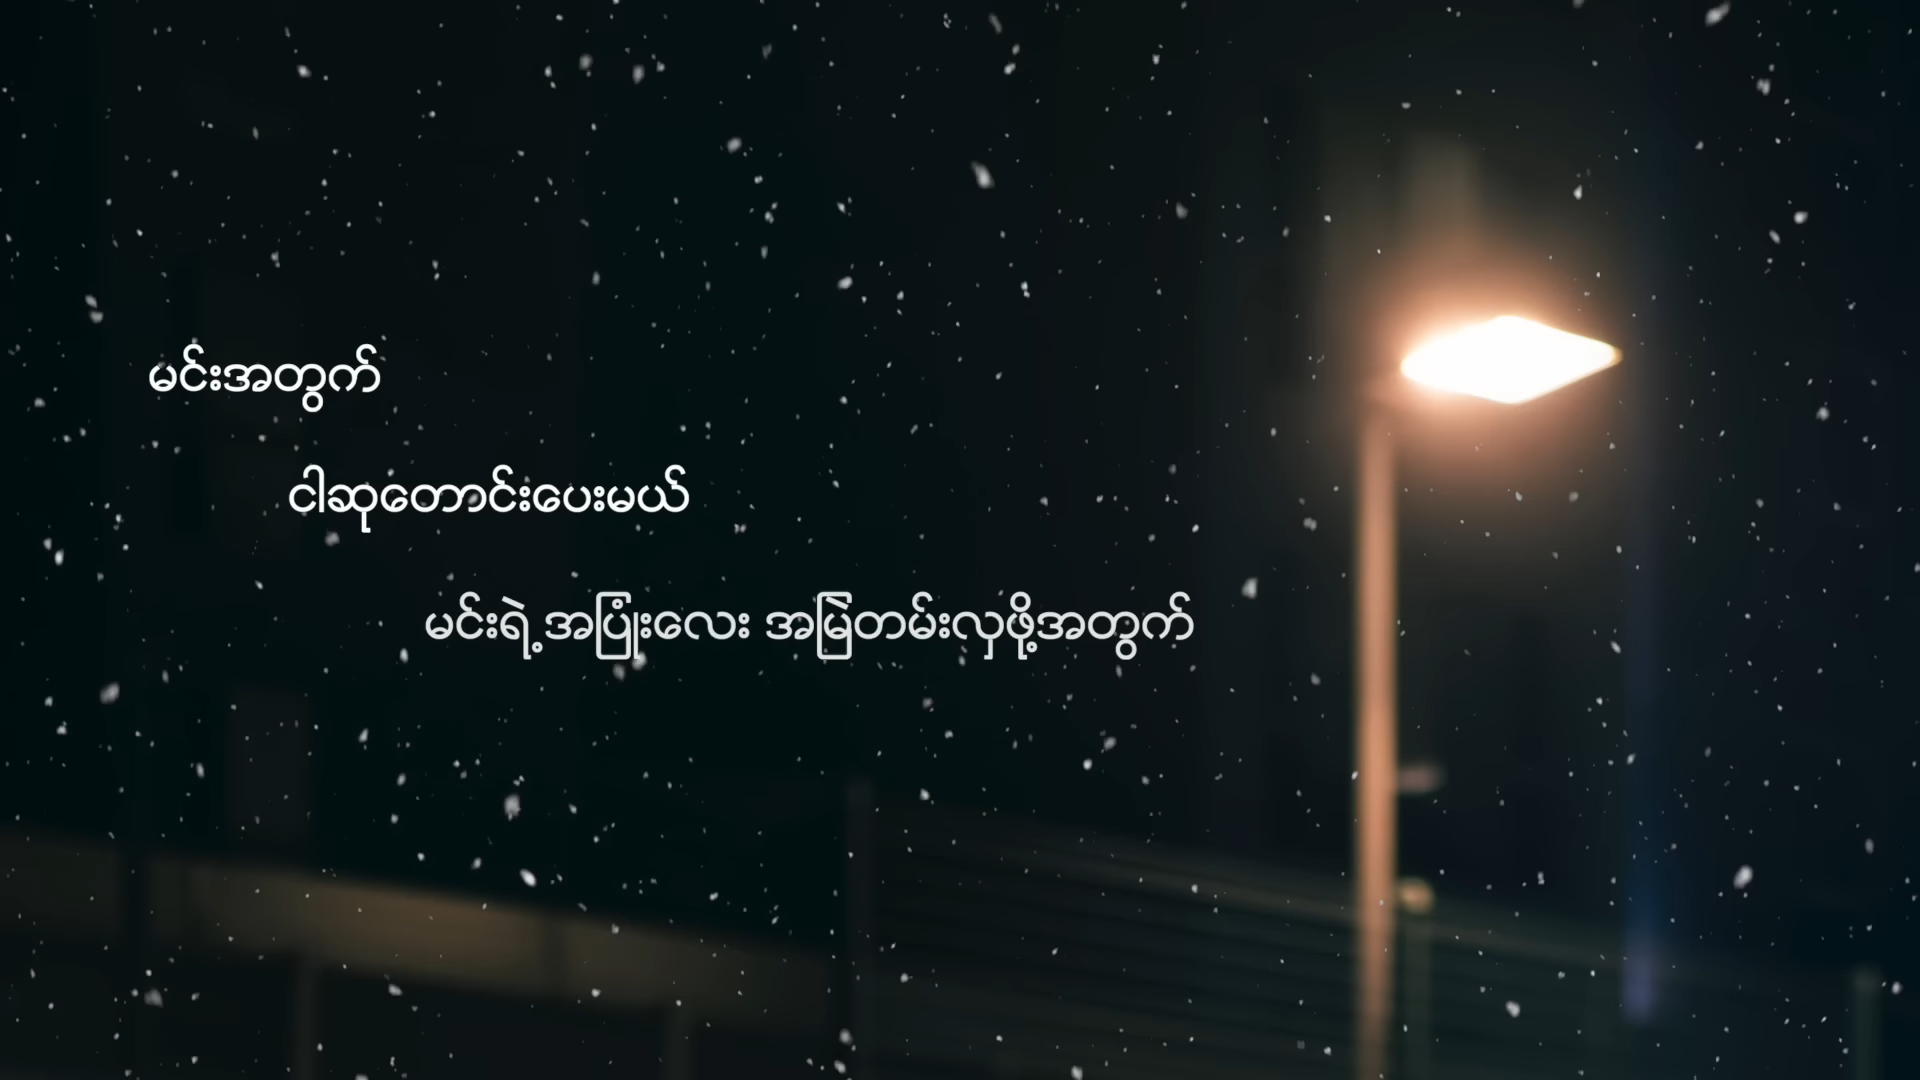 မင်းအတွက်
ငါဆုတောင်းပေးမယ်
မင်းရဲ့အပြုံးလေး အမြဲတမ်းလှဖို့အတွက်